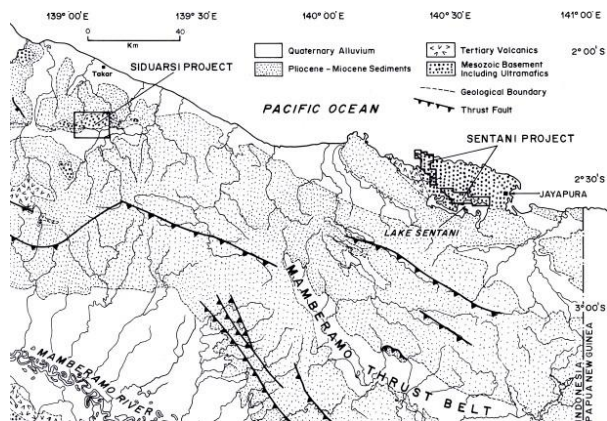 139°00'
139°30'
140°00'
140°30'
141°00'
0 40
Km
Takar
SIDUARSI PROJECT
Quaternary Alluvium
Pliocene - Miocene Sediments
Tertiary Volcanics
Mesozoic Basement
Including Ultramafics
Geological Boundary
Thrust Fault
2°00'S
PACIFIC OCEAN
SENTANI PROJECT
2°30'S
JAYAPURA
LAKE SENTANI
3°00'S
MAMBERAMO THRUST BELT
MAMBERAMO RIVER
INDONESIA
PAPUA NEW GUINEA